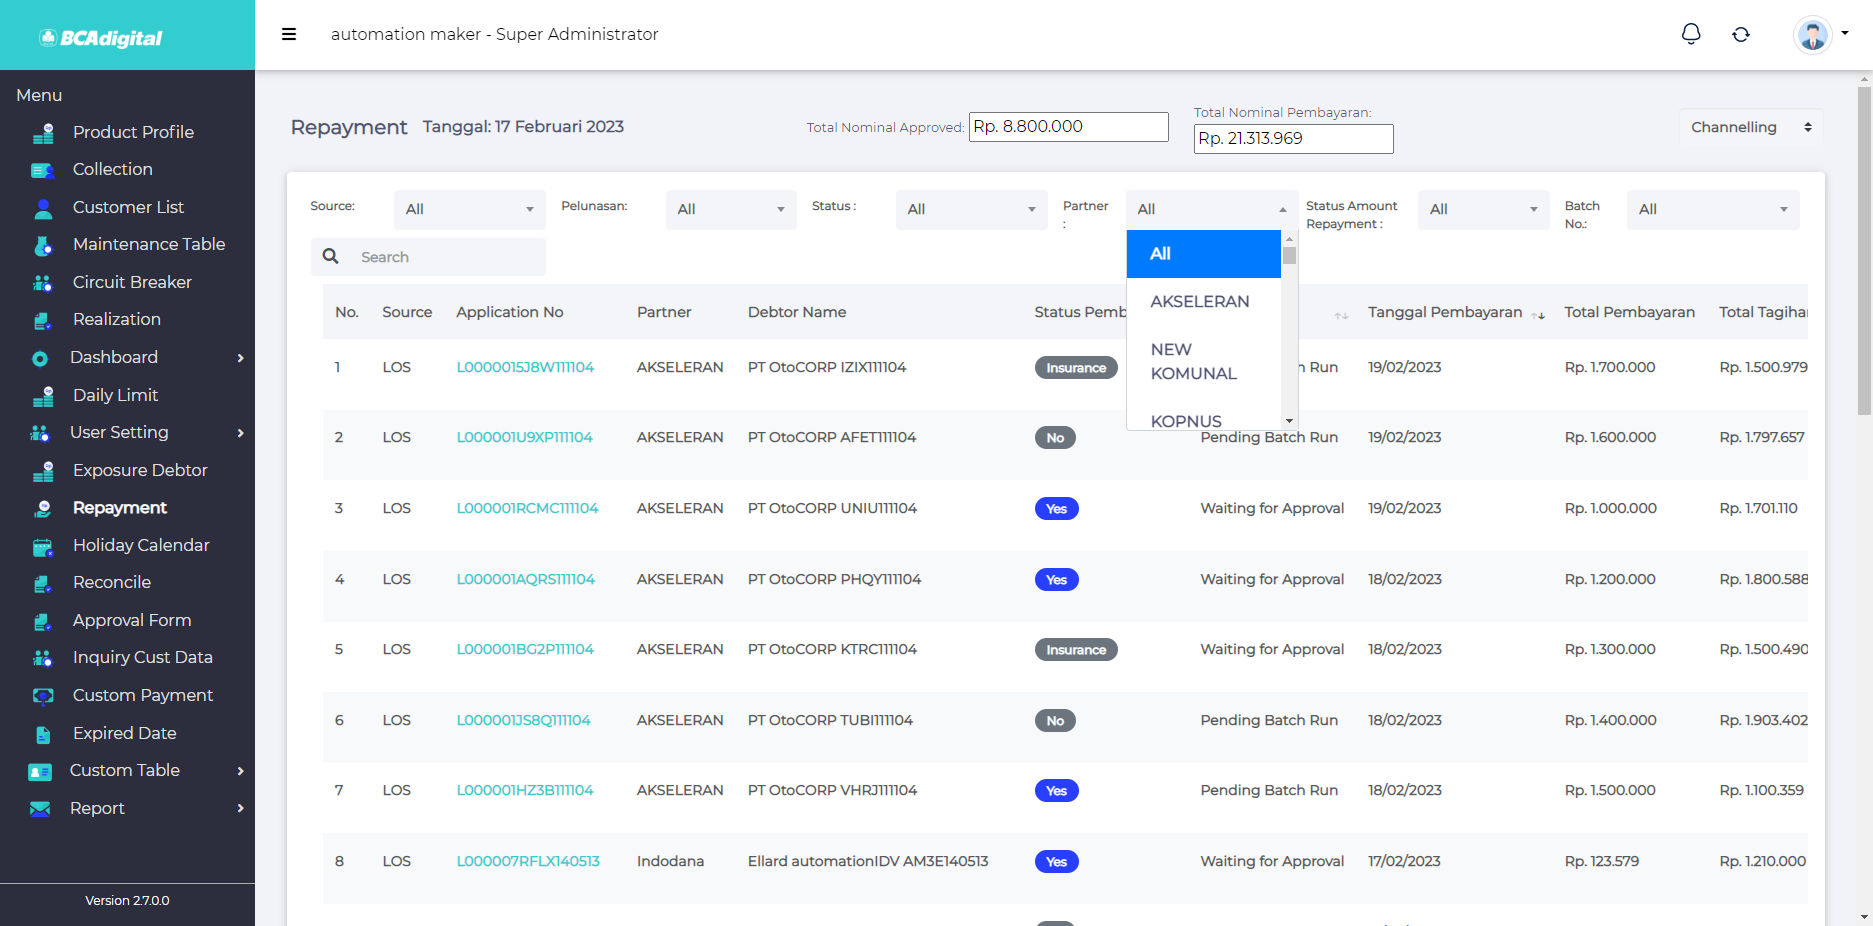 BCAdigital
automation maker - Super Administrator
Menu
Product Profile
Collection
Customer List
Maintenance Table
Circuit Breaker
Realization
Dashboard
Daily Limit
User Setting
Exposure Debtor
Repayment
Holiday Calendar
Reconcile
Approval Form
Inquiry Cust Data
Custom Payment
Expired Date
Custom Table
Report
Version 2.7.0.0
Repayment Tanggal: 17 Februari 2023
Total Nominal Approved: Rp. 8.800.000
Total Nominal Pembayaran:
Rp. 21.313.969
Channelling
Source: All
Pelunasan: All
Status : All
Partner : All
Status Amount Repayment : All
Batch No.: All
Search
All
AKSELERAN
NEW
KOMUNAL
KOPNUS
No. Source Application No Partner Debtor Name Status Pemb Tanggal Pembayaran Total Pembayaran Total Tagihan
1 LOS L0000015J8W111104 AKSELERAN PT OtoCORP IZIX111104 Insurance h Run 19/02/2023 Rp. 1.700.000 Rp. 1.500.979
2 LOS L000001U9XP111104 AKSELERAN PT OtoCORP AFET111104 No Pending Batch Run 19/02/2023 Rp. 1.600.000 Rp. 1.797.657
3 LOS L000001RCMC111104 AKSELERAN PT OtoCORP UNIU111104 Yes Waiting for Approval 19/02/2023 Rp. 1.000.000 Rp. 1.701.110
4 LOS L000001AQRS111104 AKSELERAN PT OtoCORP PHQY111104 Yes Waiting for Approval 18/02/2023 Rp. 1.200.000 Rp. 1.800.588
5 LOS L000001BG2P111104 AKSELERAN PT OtoCORP KTRC111104 Insurance Waiting for Approval 18/02/2023 Rp. 1.300.000 Rp. 1.500.490
6 LOS L000001JS8Q111104 AKSELERAN PT OtoCORP TUBI111104 No Pending Batch Run 18/02/2023 Rp. 1.400.000 Rp. 1.903.402
7 LOS L000001HZ3B111104 AKSELERAN PT OtoCORP VHRJ111104 Yes Pending Batch Run 18/02/2023 Rp. 1.500.000 Rp. 1.100.359
8 LOS L000007RFLX140513 Indodana Ellard automationIDV AM3E140513 Yes Waiting for Approval 17/02/2023 Rp. 123.579 Rp. 1.210.000